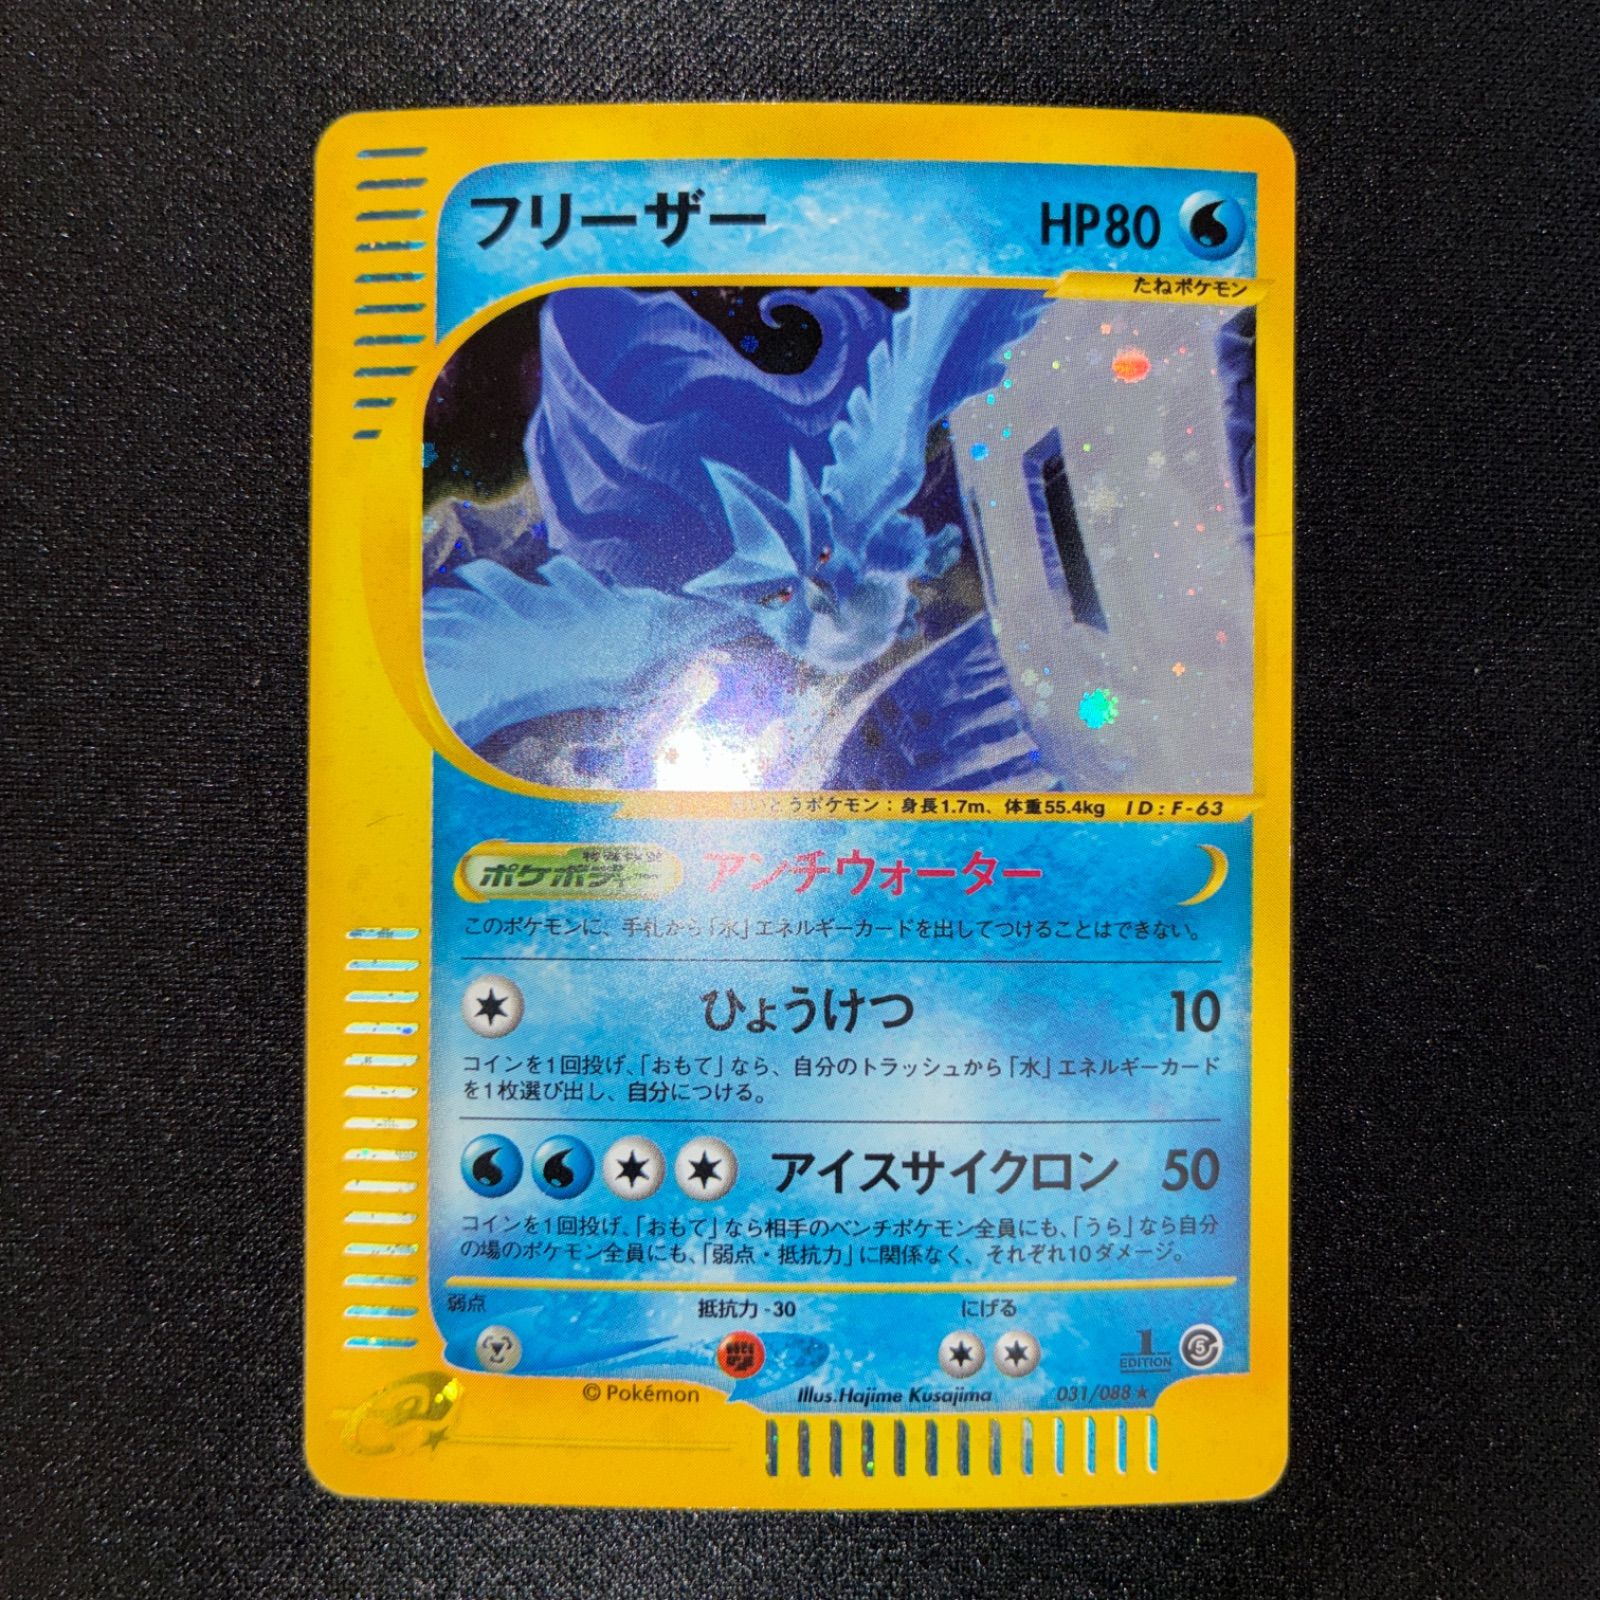 フリーザー
HP80
たねポケモン
とうポケモン：身長1.7m、体重55.4kg ID：F-63
ポケボディー
アンチウォーター
このポケモンに、手札から「水」エネルギーカードを出してつけることはできない。
ひょうけつ 10
コインを1回投げ、「おもて」なら、自分のトラッシュから「水」エネルギーカード
を1枚選び出し、自分につける。
アイスサイクロン 50
コインを1回投げ、「おもて」なら相手のベンチポケモン全員にも、「うら」なら自分
の場のポケモン全員にも、「弱点・抵抗力」に関係なく、それぞれ10ダメージ。
弱点 抵抗力 -30 にげる
1 EDITION 5
© Pokémon Illus.Hajime Kusajima 031/088 ★
e